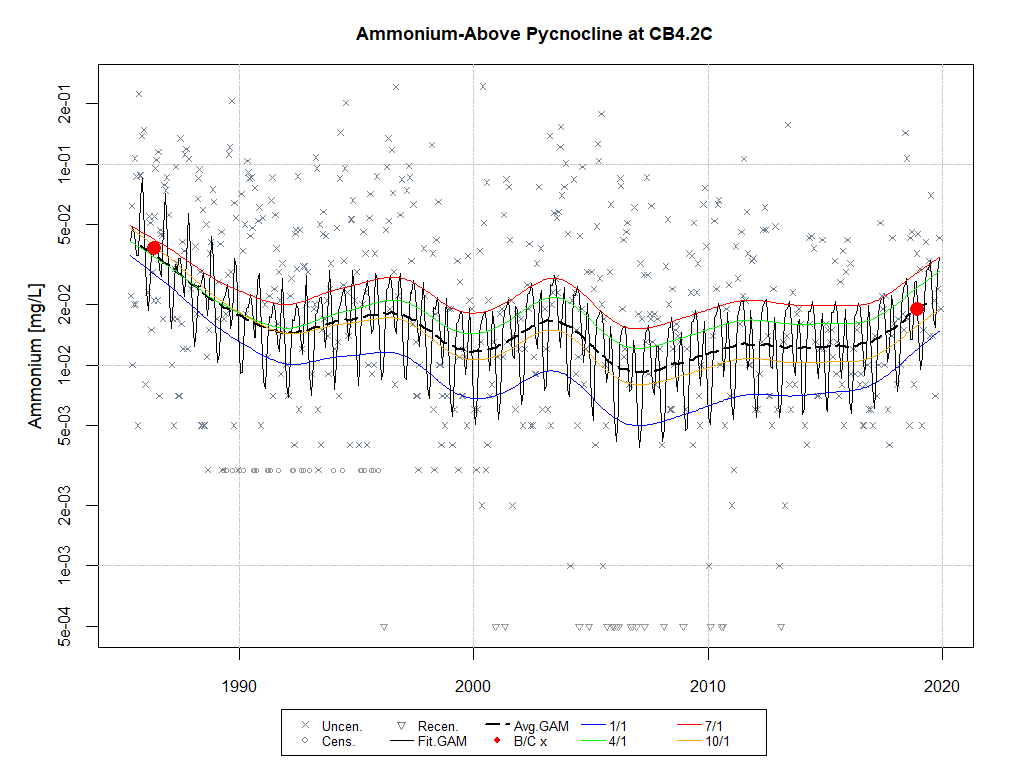 Ammonium-Above Pycnocline at CB4.2C
Ammonium [mg/L]
2e-01
1e-01
5e-02
2e-02
1e-02
5e-03
2e-03
1e-03
5e-04
1990 2000 2010 2020
Uncen. Recen. Avg.GAM 1/1 7/1
Cens. Fit.GAM B/C x 4/1 10/1